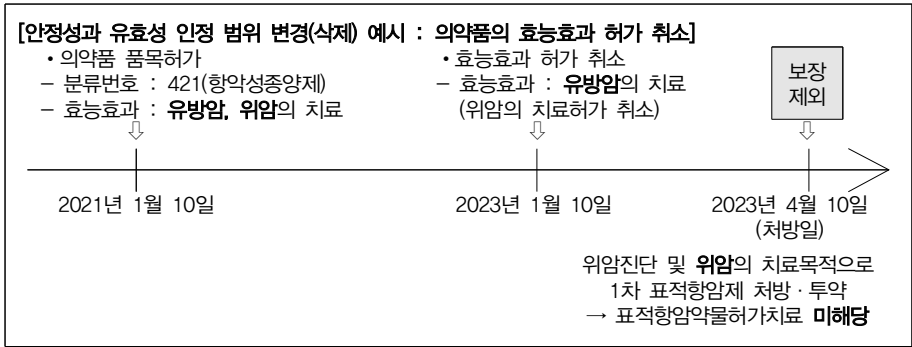 [안정성과 유효성 인정 범위 변경(삭제) 예시 : 의약품의 효능효과 허가 취소]
・의약품 품목허가
- 분류번호 : 421(항악성종양제)
- 효능효과 : 유방암, 위암의 치료
・효능효과 허가 취소
- 효능효과 : 유방암의 치료
(위암의 치료허가 취소)
보장
제외
2021년 1월 10일
2023년 1월 10일
2023년 4월 10일
(처방일)
위암진단 및 위암의 치료목적으로
1차 표적항암제 처방·투약
→ 표적항암약물허가치료 미해당